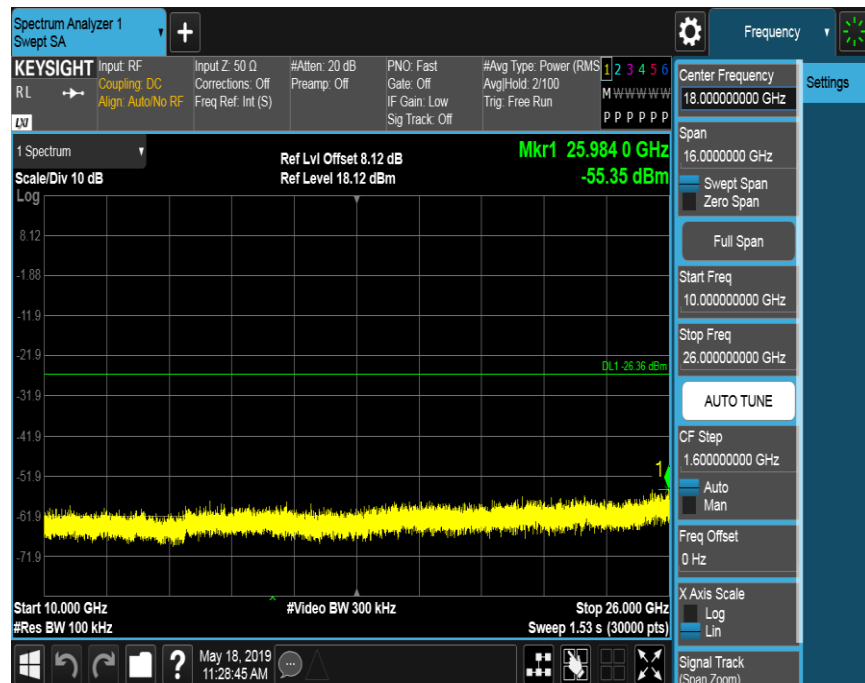 Spectrum Analyzer 1
Swept SA
+
Frequency
KEYSIGHT
RL
LXI
Input: RF
Coupling: DC
Align: Auto/No RF
Input Z: 50 Ω
Corrections: Off
Freq Ref: Int (S)
#Atten: 20 dB
Preamp: Off
PNO: Fast
Gate: Off
IF Gain: Low
Sig Track: Off
#Avg Type: Power (RMS
Avg|Hold: 2/100
Trig: Free Run
1 2 3 4 5 6
M W W W W W
P P P P P P
Settings
1 Spectrum
Scale/Div 10 dB
Log
Ref Lvl Offset 8.12 dB
Ref Level 18.12 dBm
Mkr1 25.984 0 GHz
-55.35 dBm
8.12
-1.88
-11.9
-21.9
-31.9
-41.9
-51.9
-61.9
-71.9
DL1 -26.36 dBm
1
Start 10.000 GHz
#Res BW 100 kHz
#Video BW 300 kHz
Stop 26.000 GHz
Sweep 1.53 s (30000 pts)
Center Frequency
18.000000000 GHz
Span
16.0000000 GHz
Swept Span
Zero Span
Full Span
Start Freq
10.000000000 GHz
Stop Freq
26.000000000 GHz
AUTO TUNE
CF Step
1.600000000 GHz
Auto
Man
Freq Offset
0 Hz
X Axis Scale
Log
Lin
Signal Track
(Span Zoom)
?
May 18, 2019
11:28:45 AM